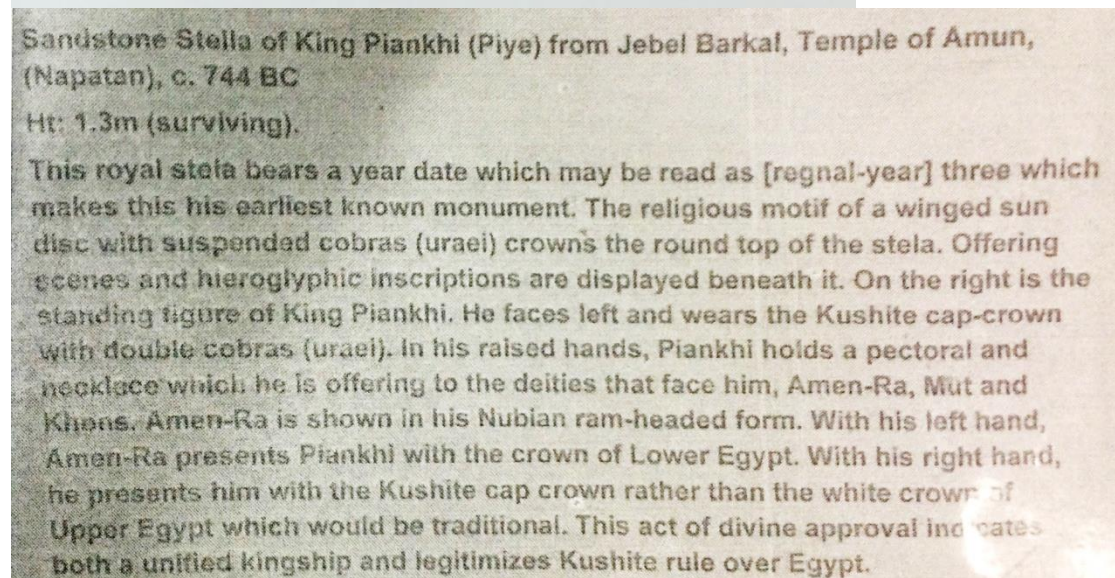 Sandstone Stella of King Piankhi (Piye) from Jebel Barkal, Temple of Amun,
(Napatan), c. 744 BC
Ht: 1.3m (surviving).
This royal stela bears a year date which may be read as [regnal-year] three which
makes this his earliest known monument. The religious motif of a winged sun
disc with suspended cobras (uraei) crowns the round top of the stela. Offering
scenes and hieroglyphic inscriptions are displayed beneath it. On the right is the
standing figure of King Piankhi. He faces left and wears the Kushite cap-crown
with double cobras (uraei). In his raised hands, Piankhi holds a pectoral and
necklace which he is offering to the deities that face him, Amen-Ra, Mut and
Khons. Amen-Ra is shown in his Nubian ram-headed form. With his left hand,
Amen-Ra presents Piankhi with the crown of Lower Egypt. With his right hand,
he presents him with the Kushite cap crown rather than the white crown of
Upper Egypt which would be traditional. This act of divine approval indicates
both a unified kingship and legitimizes Kushite rule over Egypt.